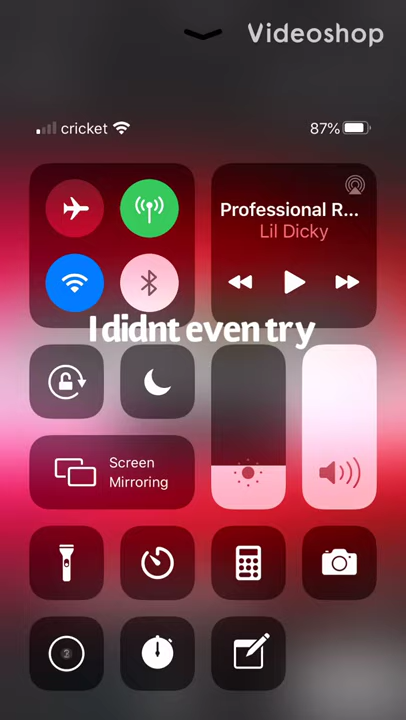 Videoshop
cricket 87%
Professional R...
Lil Dicky
I didnt even try
Screen
Mirroring